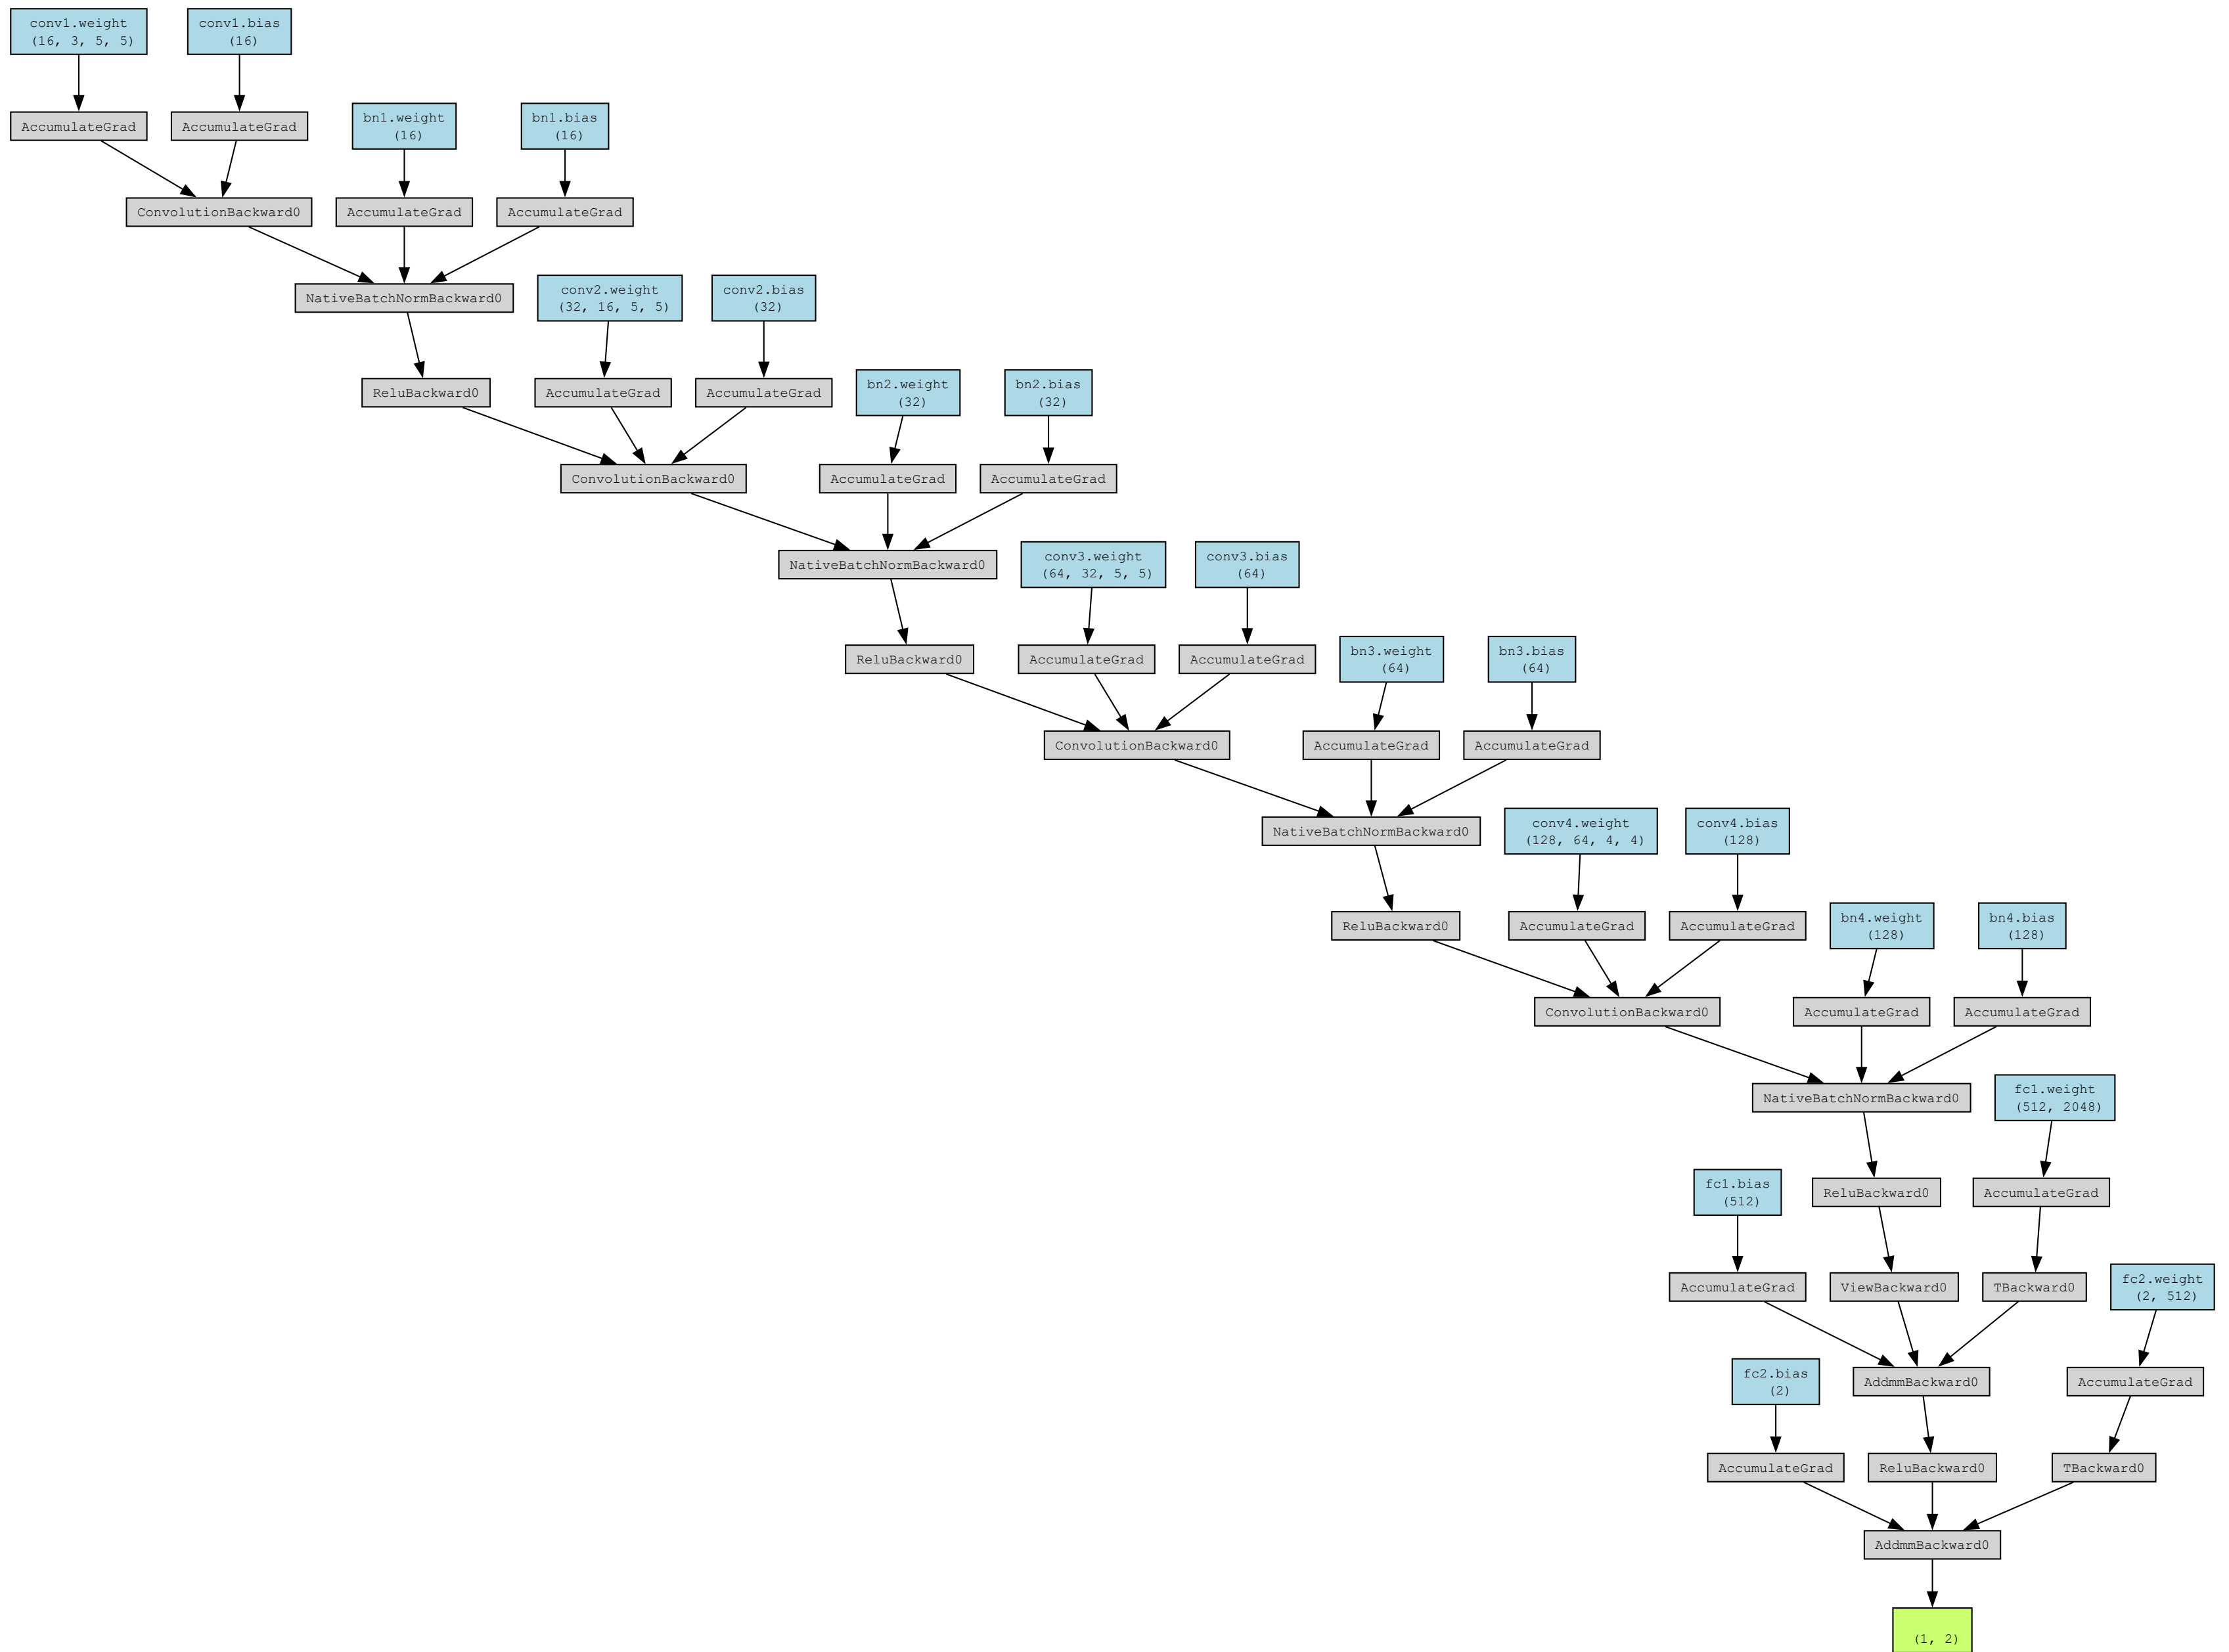 conv1.weight
(16, 3, 5, 5)
conv1.bias
(16)
AccumulateGrad
AccumulateGrad
bn1.weight
(16)
bn1.bias
(16)
ConvolutionBackward0
AccumulateGrad
AccumulateGrad
NativeBatchNormBackward0
conv2.weight
(32, 16, 5, 5)
conv2.bias
(32)
ReluBackward0
AccumulateGrad
AccumulateGrad
bn2.weight
(32)
bn2.bias
(32)
ConvolutionBackward0
AccumulateGrad
AccumulateGrad
NativeBatchNormBackward0
conv3.weight
(64, 32, 5, 5)
conv3.bias
(64)
ReluBackward0
AccumulateGrad
AccumulateGrad
bn3.weight
(64)
bn3.bias
(64)
ConvolutionBackward0
AccumulateGrad
AccumulateGrad
NativeBatchNormBackward0
conv4.weight
(128, 64, 4, 4)
conv4.bias
(128)
ReluBackward0
AccumulateGrad
AccumulateGrad
bn4.weight
(128)
bn4.bias
(128)
ConvolutionBackward0
AccumulateGrad
AccumulateGrad
NativeBatchNormBackward0
fc1.weight
(512, 2048)
fc1.bias
(512)
ReluBackward0
AccumulateGrad
AccumulateGrad
ViewBackward0
TBackward0
fc2.weight
(2, 512)
fc2.bias
(2)
AddmmBackward0
AccumulateGrad
AccumulateGrad
ReluBackward0
TBackward0
AddmmBackward0
(1, 2)